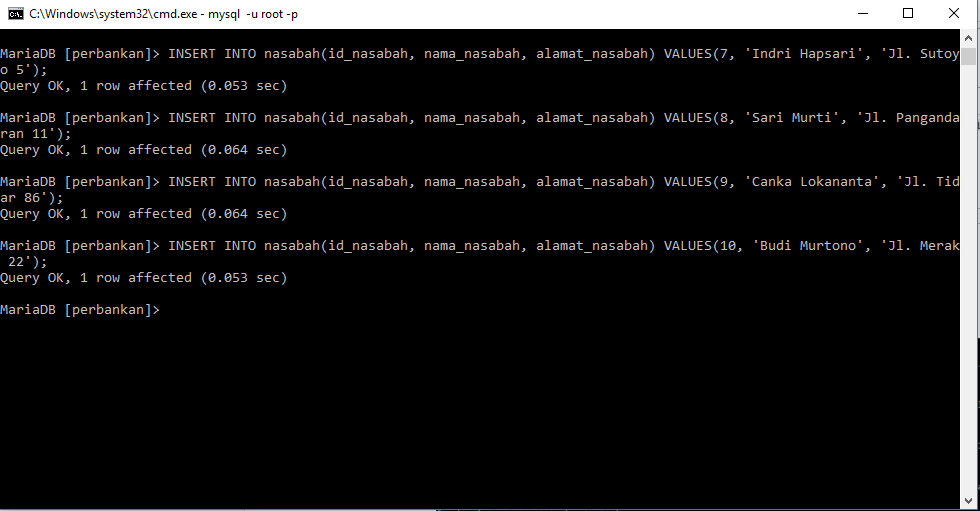 C:\Windows\system32\cmd.exe - mysql  -u root -p
MariaDB [perbankan]> INSERT INTO nasabah(id_nasabah, nama_nasabah, alamat_nasabah) VALUES(7, 'Indri Hapsari', 'Jl. Sutoy
o 5');
Query OK, 1 row affected (0.053 sec)
MariaDB [perbankan]> INSERT INTO nasabah(id_nasabah, nama_nasabah, alamat_nasabah) VALUES(8, 'Sari Murti', 'Jl. Panganda
ran 11');
Query OK, 1 row affected (0.064 sec)
MariaDB [perbankan]> INSERT INTO nasabah(id_nasabah, nama_nasabah, alamat_nasabah) VALUES(9, 'Canka Lokananta', 'Jl. Tid
ar 86');
Query OK, 1 row affected (0.064 sec)
MariaDB [perbankan]> INSERT INTO nasabah(id_nasabah, nama_nasabah, alamat_nasabah) VALUES(10, 'Budi Murtono', 'Jl. Merak
 22');
Query OK, 1 row affected (0.053 sec)
MariaDB [perbankan]>